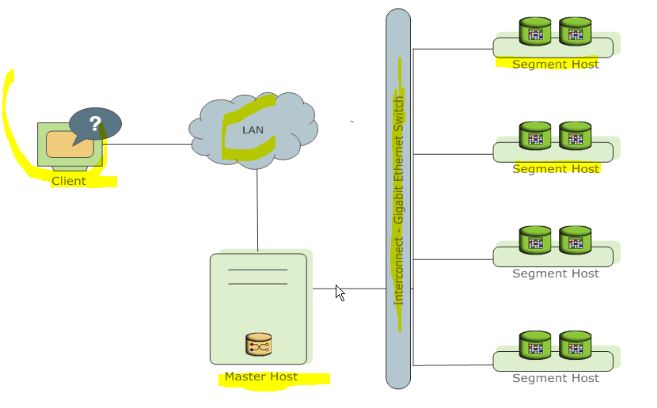 Segment Host
?
LAN
Interconnect - Gigabit Ethernet Switch
Segment Host
Client
Segment Host
Master Host
Segment Host